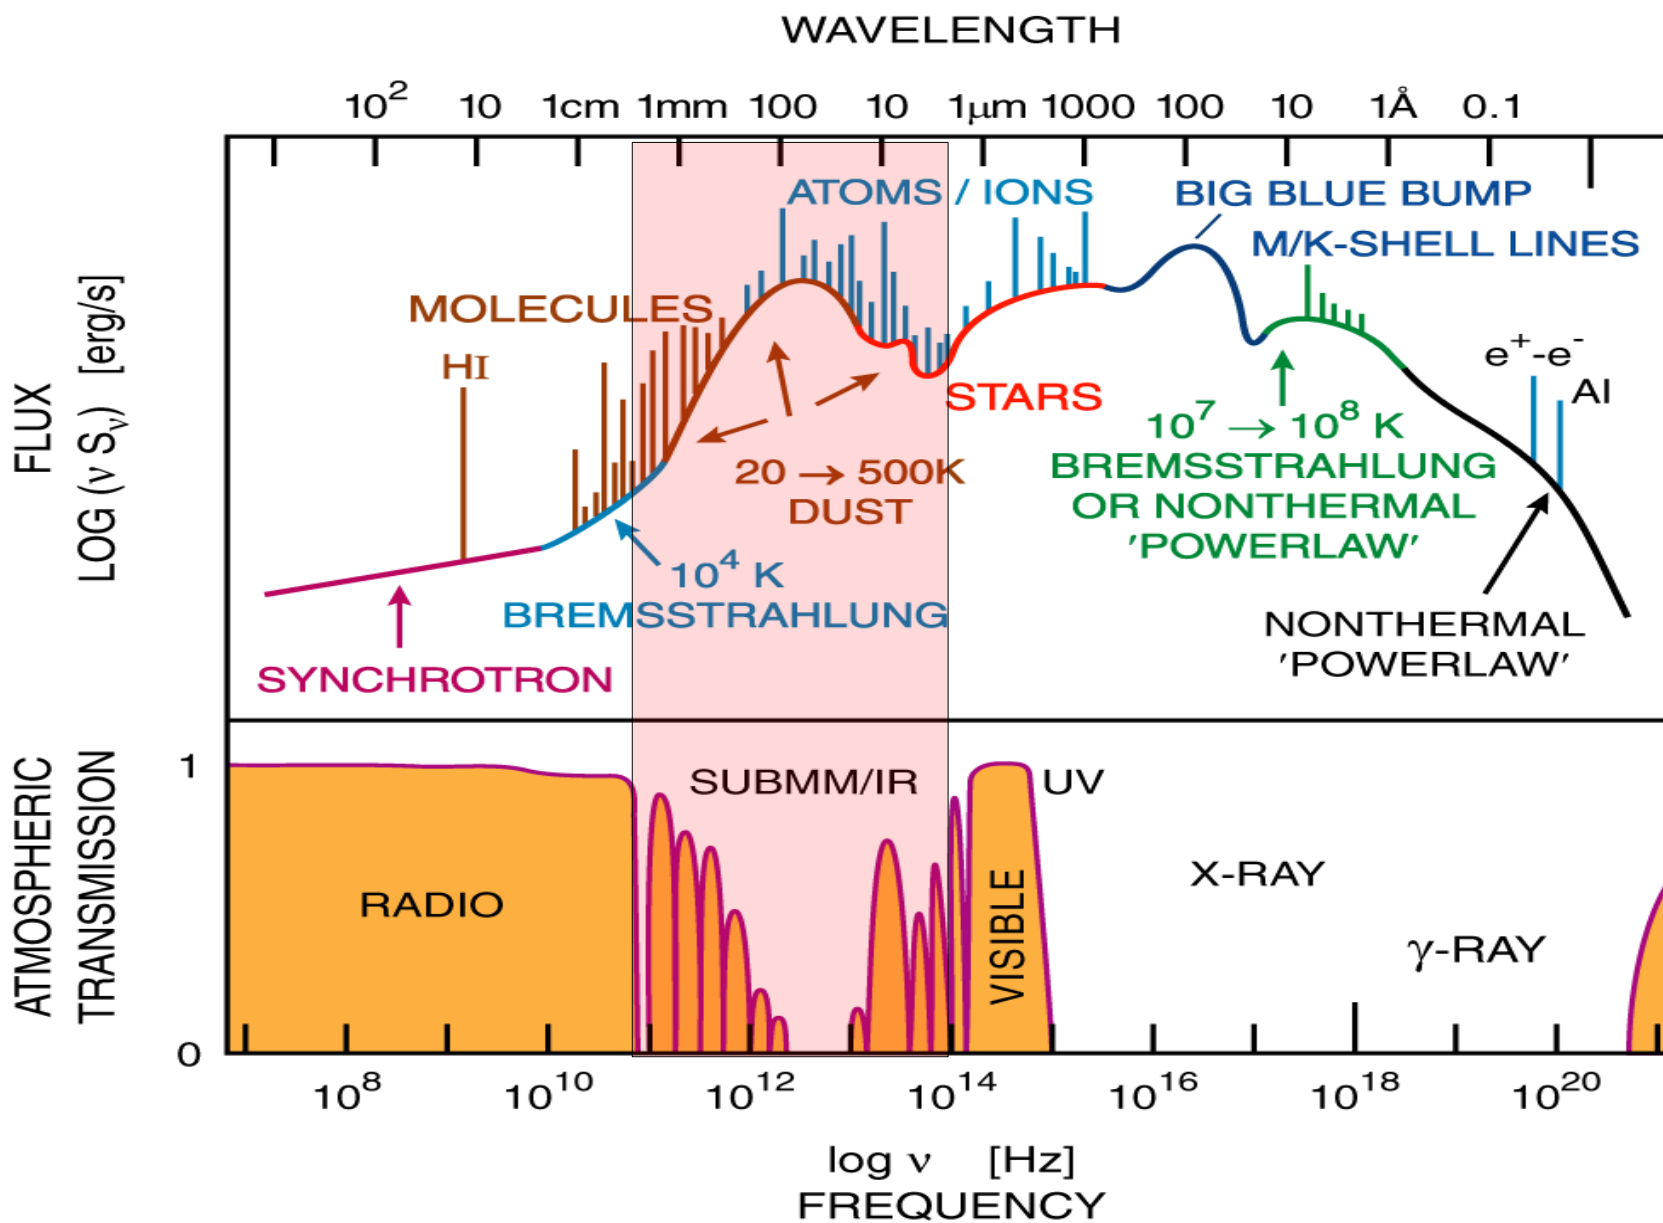 WAVELENGTH
10² 10 1cm 1mm 100 10 1μm 1000 100 10 1Å 0.1
ATOMS / IONS
BIG BLUE BUMP
M/K-SHELL LINES
MOLECULES
HI
STARS
e⁺-e⁻
Al
10⁷ → 10⁸ K
BREMSSTRAHLUNG
OR NONTHERMAL
'POWERLAW'
20 → 500K
DUST
10⁴ K
BREMSSTRAHLUNG
SYNCHROTRON
NONTHERMAL
'POWERLAW'
FLUX
LOG (ν Sν) [erg/s]
ATMOSPHERIC
TRANSMISSION
1
0
RADIO
SUBMM/IR
VISIBLE
UV
X-RAY
γ-RAY
10⁸ 10¹⁰ 10¹² 10¹⁴ 10¹⁶ 10¹⁸ 10²⁰
log ν [Hz]
FREQUENCY